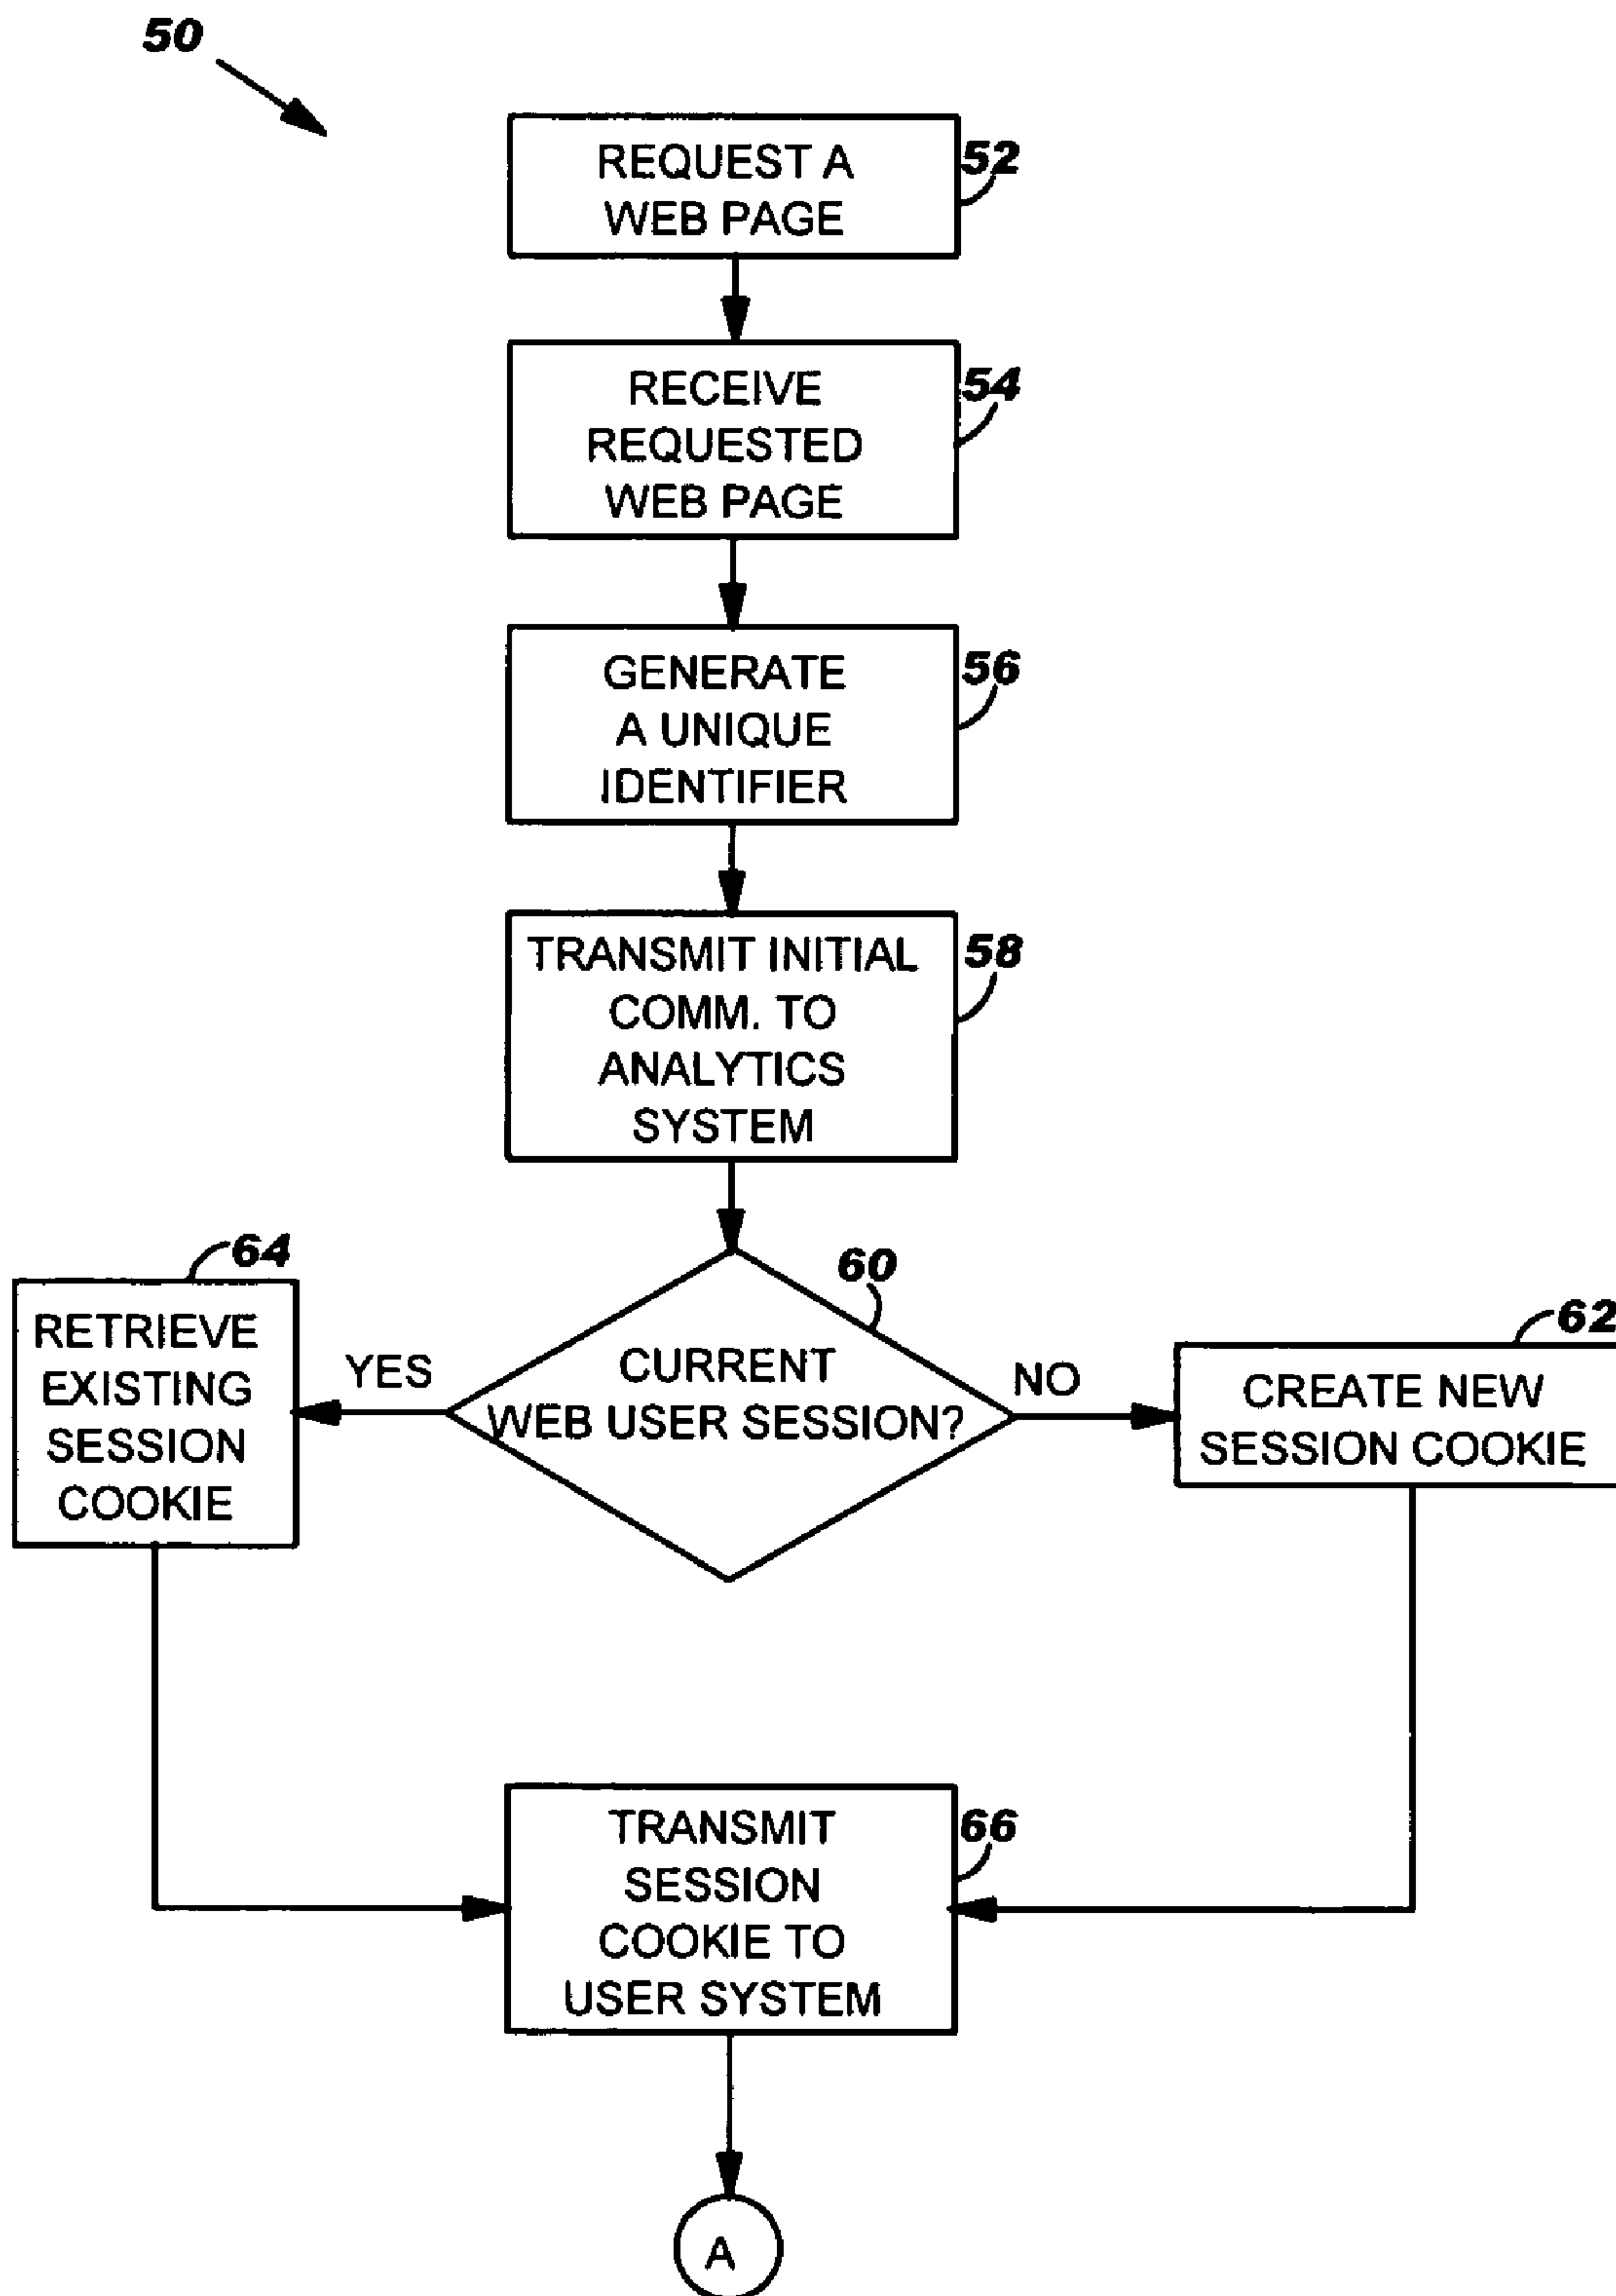 50
REQUEST A
WEB PAGE
52
RECEIVE
REQUESTED
WEB PAGE
54
GENERATE
A UNIQUE
IDENTIFIER
56
TRANSMIT INITIAL
COMM. TO
ANALYTICS
SYSTEM
58
64
RETRIEVE
EXISTING
SESSION
COOKIE
YES
60
CURRENT
WEB USER SESSION?
NO
62
CREATE NEW
SESSION COOKIE
TRANSMIT
SESSION
COOKIE TO
USER SYSTEM
66
A